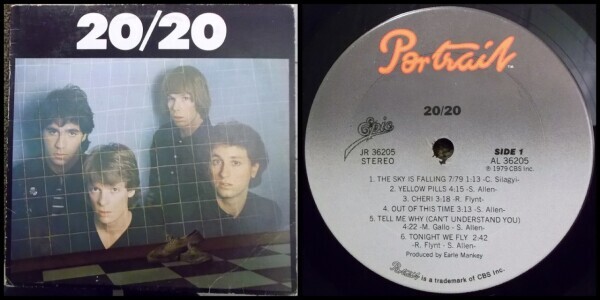 20/20
Portrait
20/20
Epic
JR 36205
STEREO
SIDE 1
AL 36205
℗ 1979 CBS Inc.
1. THE SKY IS FALLING 7/79 1:13 -C. Silagyi-
2. YELLOW PILLS 4:15 -S. Allen-
3. CHERI 3:18 -R. Flynt-
4. OUT OF THIS TIME 3:13 -S. Allen-
5. TELL ME WHY (CAN'T UNDERSTAND YOU)
4:22 -M. Gallo - S. Allen-
6. TONIGHT WE FLY 2:42
-R. Flynt - S. Allen-
Produced by Earle Mankey
Portrait is a trademark of CBS Inc.